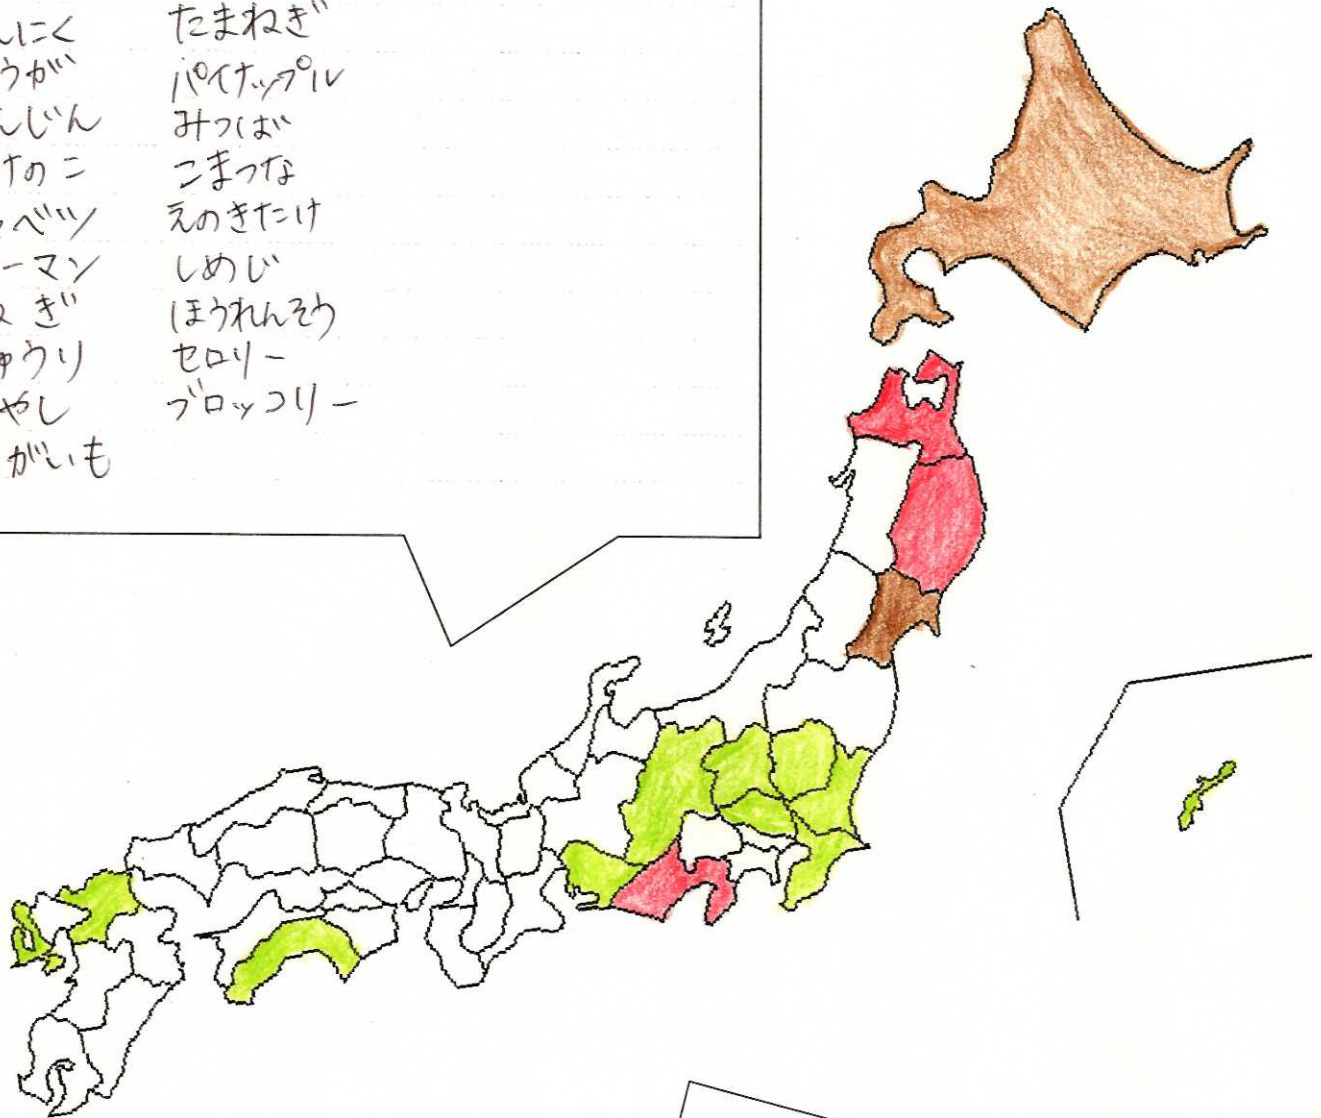 んにく
うが
んじん
けのこ
ャベツ
ーマン
ぎ
ゅうり
やし
がいも
たまねぎ
パイナップル
みつば
こまつな
えのきたけ
しめじ
ほうれんそう
セロリー
ブロッコリー